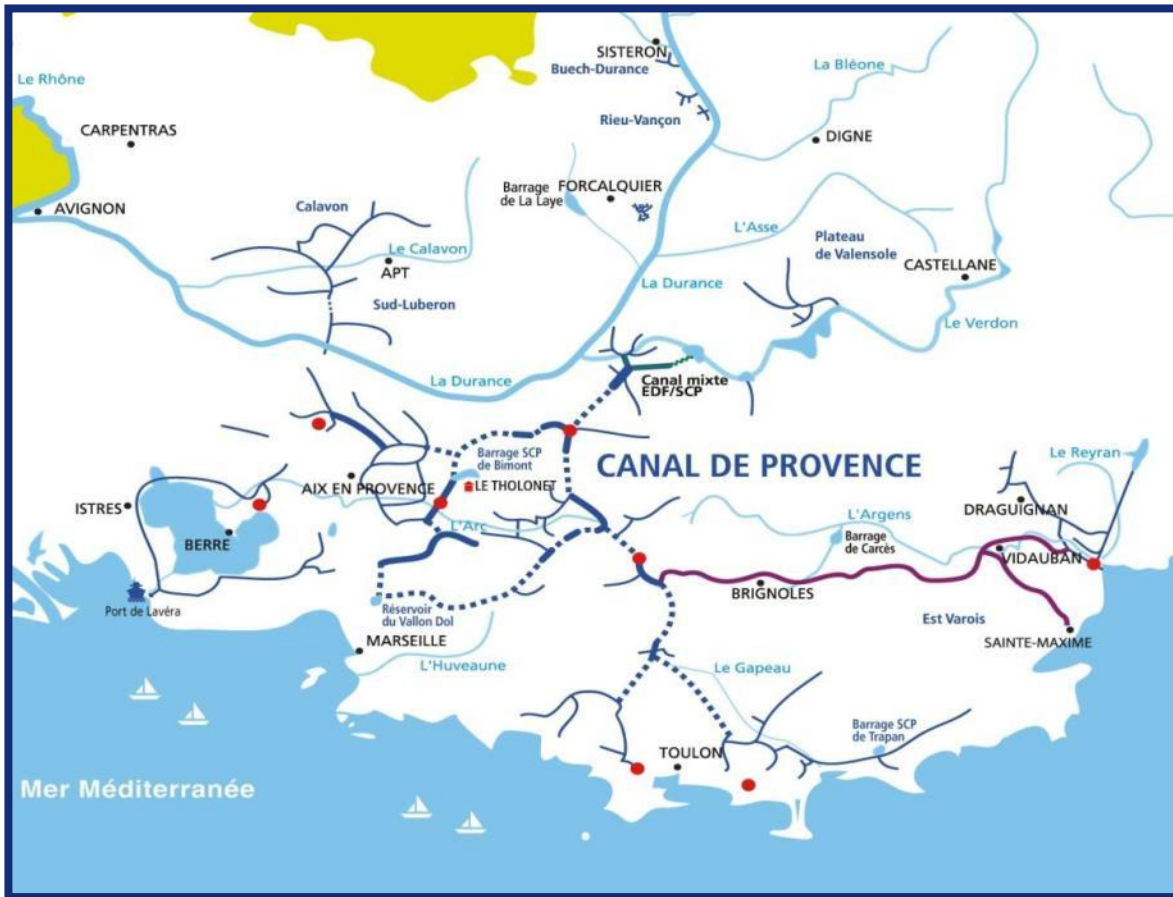 SISTERON
Buech-Durance
La Bléone
Le Rhône
Rieu-Vançon
CARPENTRAS
DIGNE
Barrage
de La Laye
FORCALQUIER
AVIGNON
Calavon
L'Asse
Plateau
de Valensole
Le Calavon
APT
CASTELLANE
La Durance
Sud-Luberon
Le Verdon
La Durance
Canal mixte
EDF/SCP
Barrage SCP
de Bimont
CANAL DE PROVENCE
Le Reyran
AIX EN PROVENCE
LE THOLONET
ISTRES
DRAGUIGNAN
L'Arc
L'Argens
BERRE
Barrage
de Carcès
VIDAUBAN
BRIGNOLES
Port de Lavéra
Réservoir
du Vallon Dol
Est Varois
MARSEILLE
SAINTE-MAXIME
L'Huveaune
Le Gapeau
Barrage SCP
de Trapan
TOULON
Mer Méditerranée